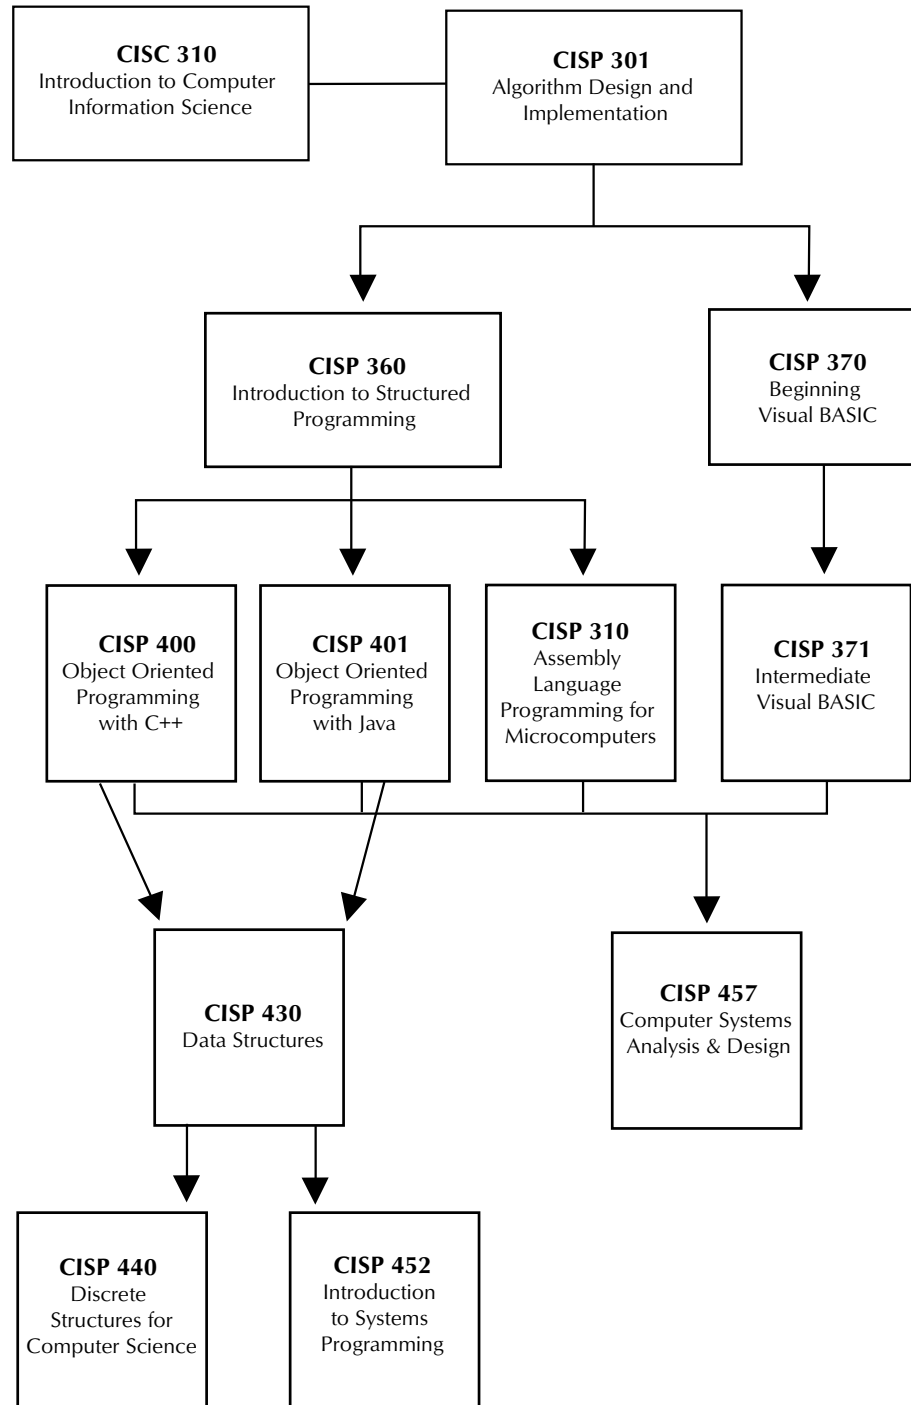 CISC 310
Introduction to Computer
Information Science
CISP 301
Algorithm Design and
Implementation
CISP 360
Introduction to Structured
Programming
CISP 370
Beginning
Visual BASIC
CISP 400
Object Oriented
Programming
with C++
CISP 401
Object Oriented
Programming
with Java
CISP 310
Assembly
Language
Programming for
Microcomputers
CISP 371
Intermediate
Visual BASIC
CISP 430
Data Structures
CISP 457
Computer Systems
Analysis & Design
CISP 440
Discrete
Structures for
Computer Science
CISP 452
Introduction
to Systems
Programming